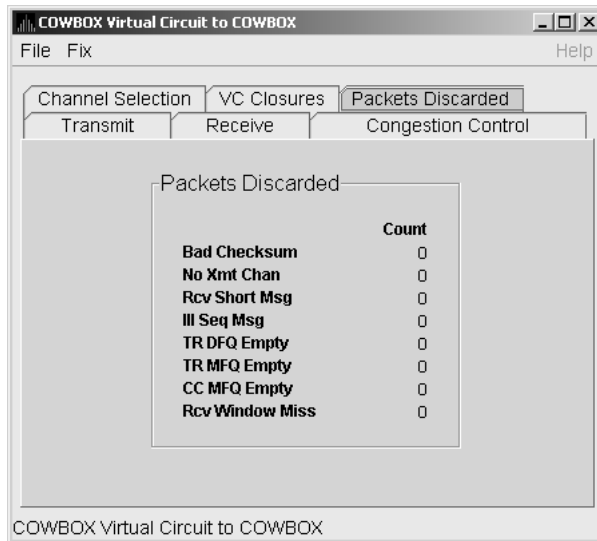 COWBOX Virtual Circuit to COWBOX
File Fix Help
Channel Selection VC Closures Packets Discarded
Transmit Receive Congestion Control
Packets Discarded
Count
Bad Checksum 0
No Xmt Chan 0
Rcv Short Msg 0
Ill Seq Msg 0
TR DFQ Empty 0
TR MFQ Empty 0
CC MFQ Empty 0
Rcv Window Miss 0
COWBOX Virtual Circuit to COWBOX